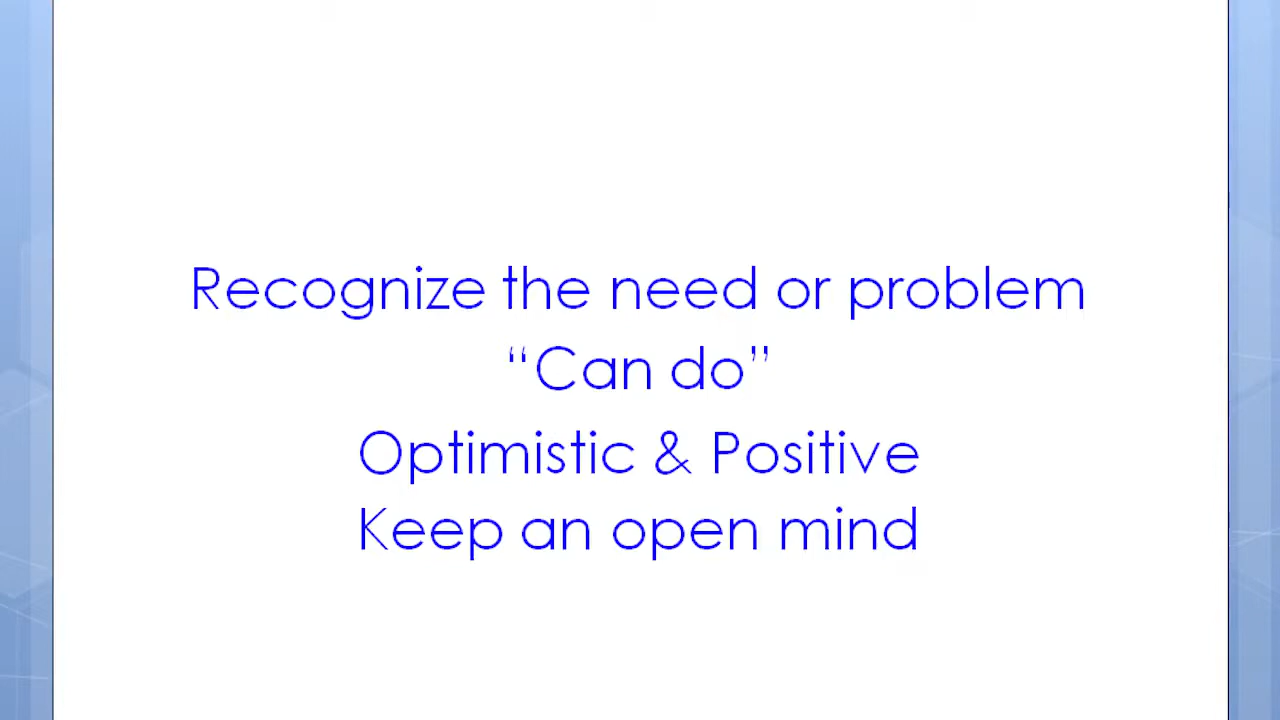 Recognize the need or problem
“Can do”
Optimistic & Positive
Keep an open mind